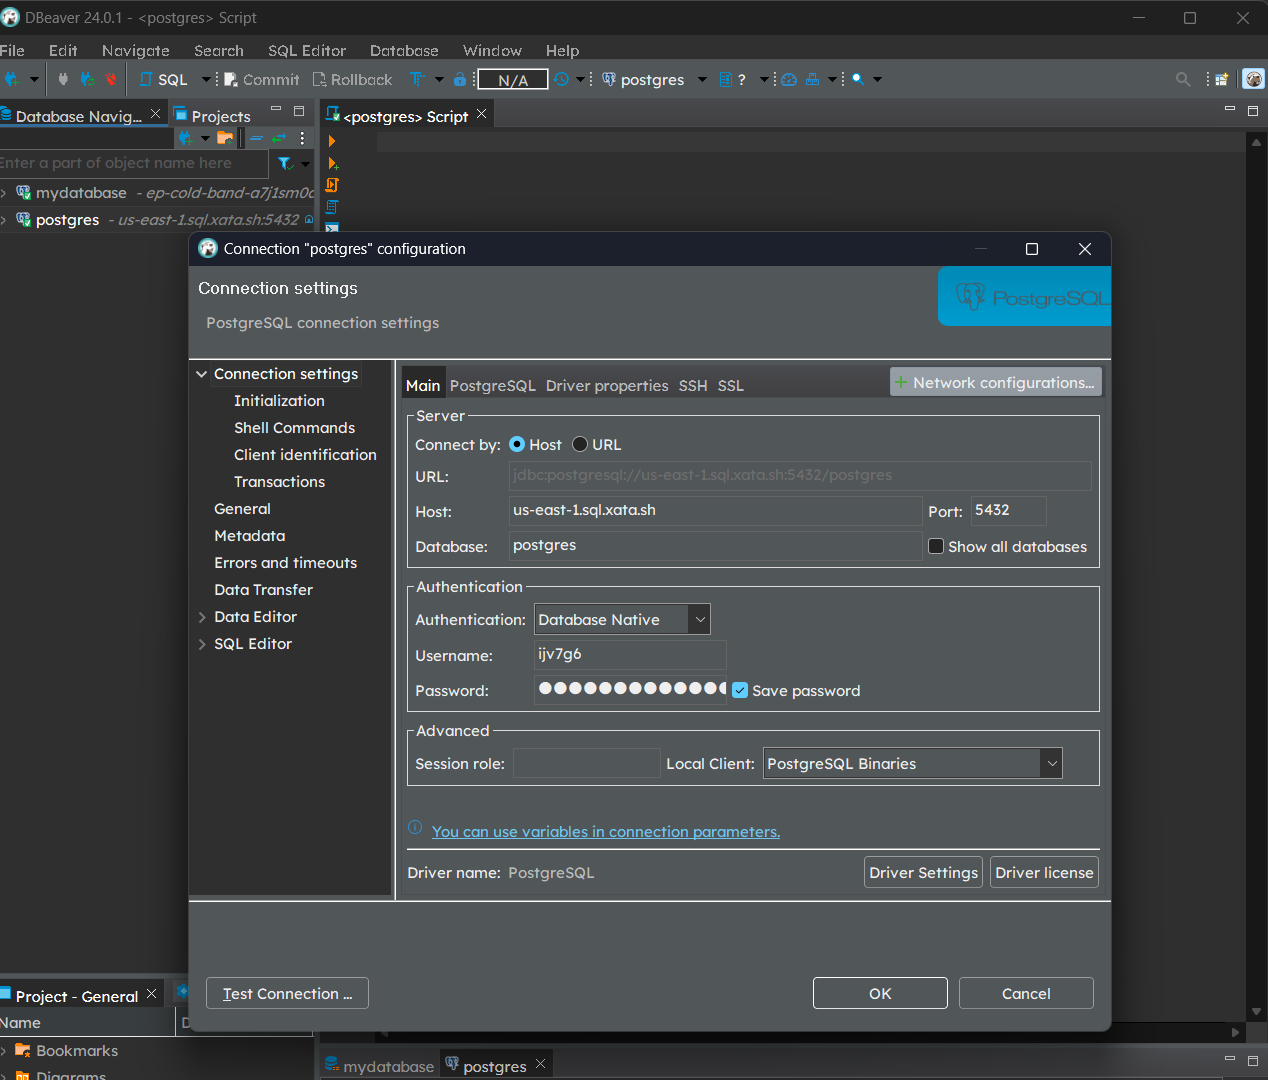 DBeaver 24.0.1 - <postgres> Script
File Edit Navigate Search SQL Editor Database Window Help
SQL Commit Rollback N/A postgres ?
Database Navig... Projects
<postgres> Script
Enter a part of object name here
mydatabase - ep-cold-band-a7j1sm0
postgres - us-east-1.sql.xata.sh:5432
Connection "postgres" configuration
Connection settings
PostgreSQL connection settings
PostgreSQL
Connection settings
Initialization
Shell Commands
Client identification
Transactions
General
Metadata
Errors and timeouts
Data Transfer
Data Editor
SQL Editor
Main PostgreSQL Driver properties SSH SSL
+ Network configurations...
Server
Connect by: Host URL
URL: jdbc:postgresql://us-east-1.sql.xata.sh:5432/postgres
Host: us-east-1.sql.xata.sh Port: 5432
Database: postgres Show all databases
Authentication
Authentication: Database Native
Username: ijv7g6
Password: ●●●●●●●●●●●●● Save password
Advanced
Session role: Local Client: PostgreSQL Binaries
You can use variables in connection parameters.
Driver name: PostgreSQL Driver Settings Driver license
Test Connection ... OK Cancel
Project - General
Name D
Bookmarks
Diagrams
mydatabase postgres